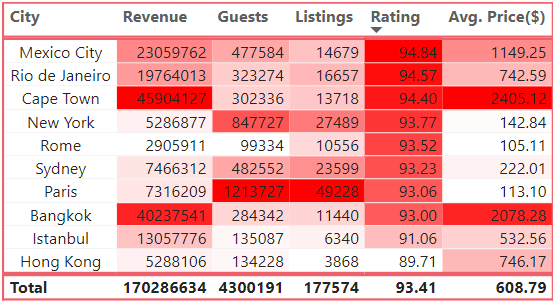 City Revenue Guests Listings Rating Avg. Price($)
Mexico City 23059762 477584 14679 94.84 1149.25
Rio de Janeiro 19764013 323274 16657 94.57 742.59
Cape Town 45904127 302336 13718 94.40 2405.12
New York 5286877 847727 27489 93.77 142.84
Rome 2905911 99334 10556 93.52 105.11
Sydney 7466312 482552 23599 93.23 222.01
Paris 7316209 1213727 49228 93.06 113.10
Bangkok 40237541 284342 11440 93.00 2078.28
Istanbul 13057776 135087 6340 91.06 532.56
Hong Kong 5288106 134228 3868 89.71 746.17
Total 170286634 4300191 177574 93.41 608.79